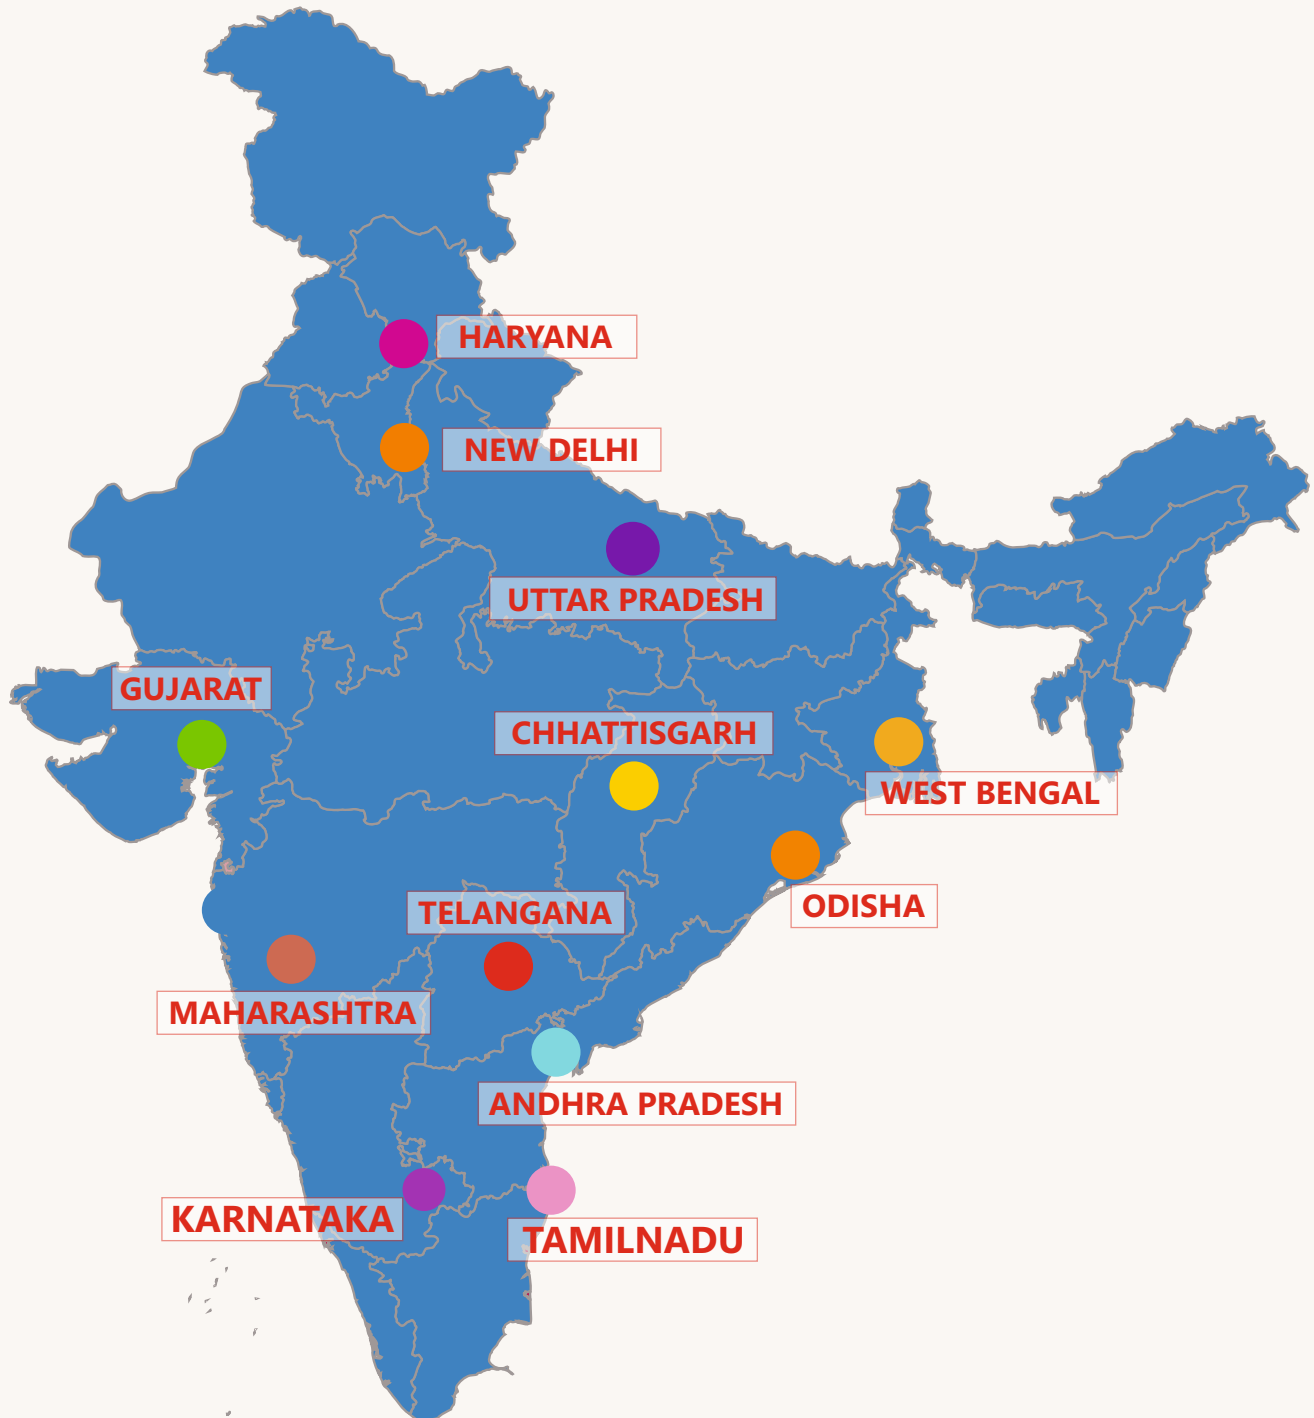 HARYANA
NEW DELHI
UTTAR PRADESH
GUJARAT
CHHATTISGARH
WEST BENGAL
TELANGANA
ODISHA
MAHARASHTRA
ANDHRA PRADESH
KARNATAKA
TAMILNADU